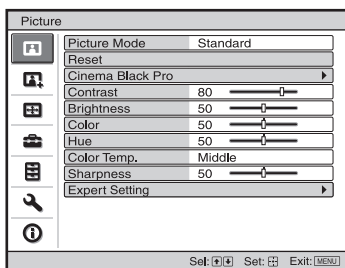 Picture
Picture Mode Standard
Reset
Cinema Black Pro
Contrast 80
Brightness 50
Color 50
Hue 50
Color Temp. Middle
Sharpness 50
Expert Setting
Sel: Set: Exit: MENU